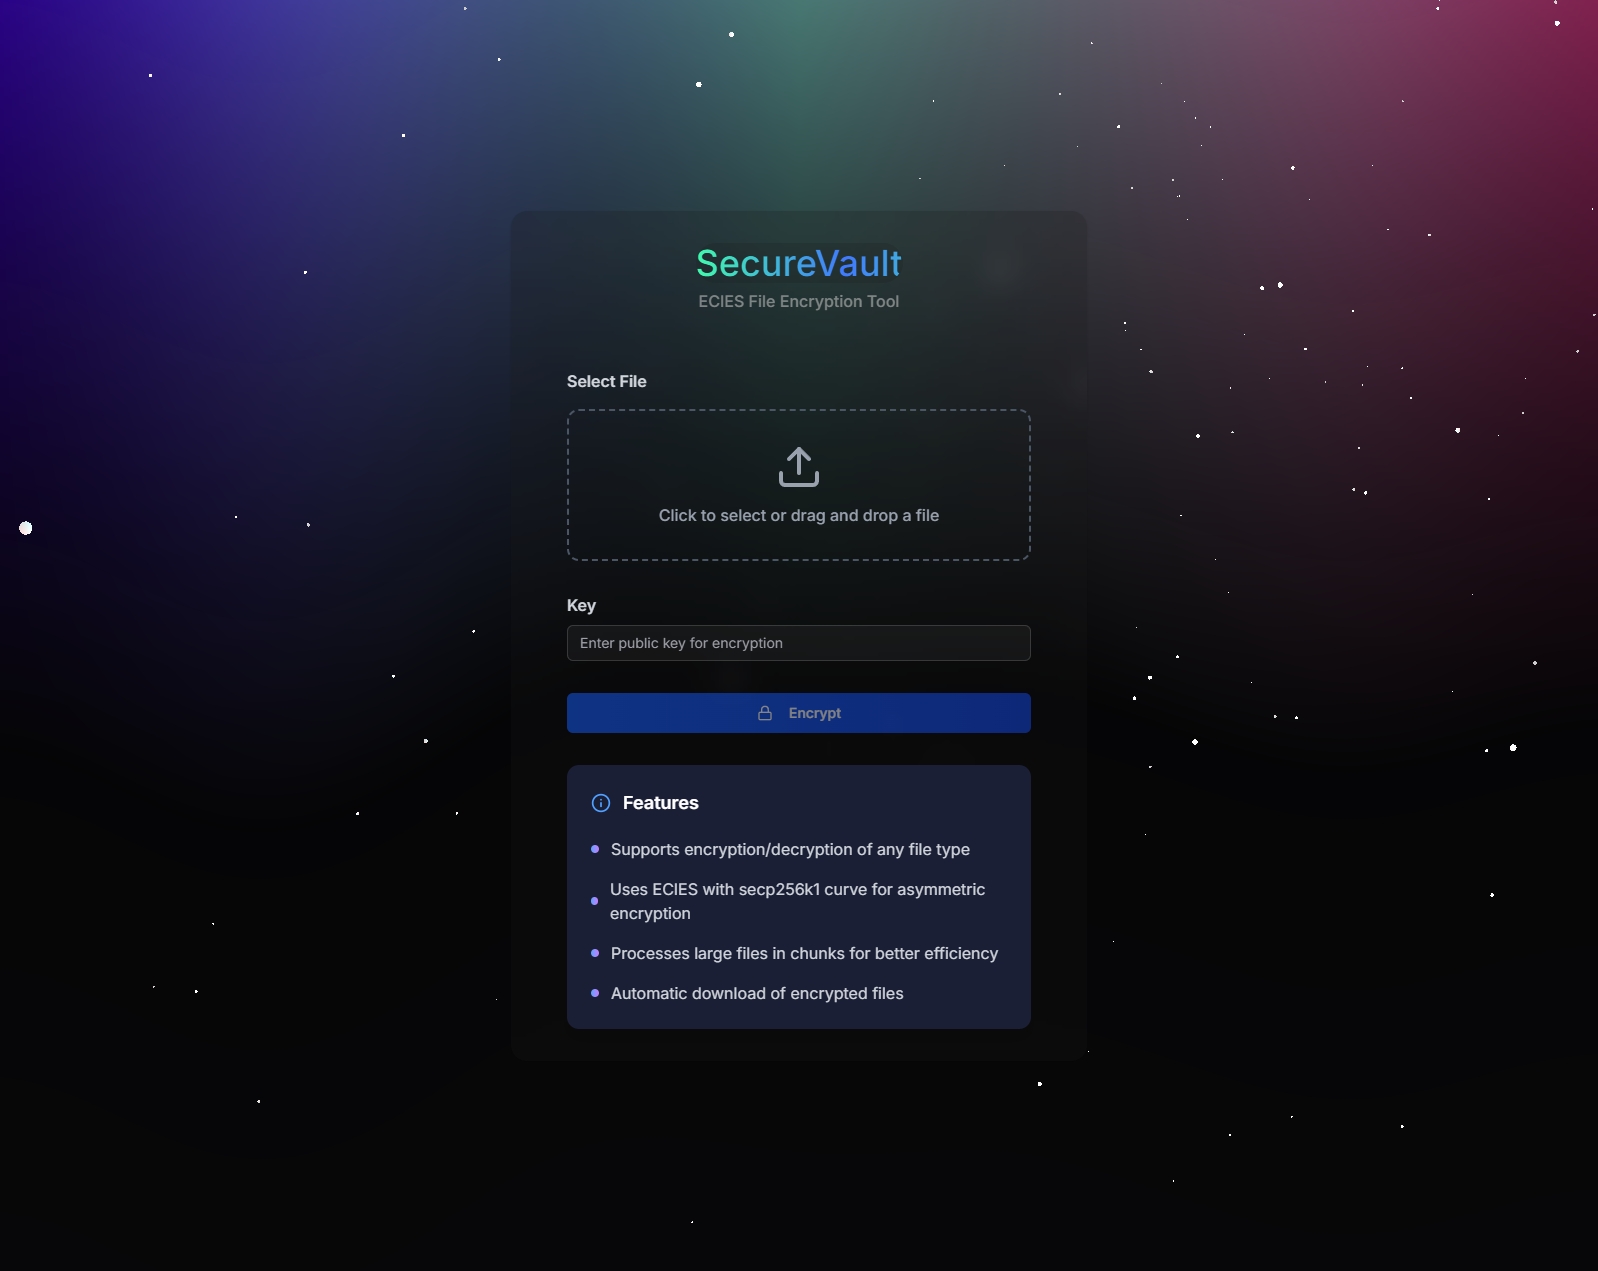 SecureVault
ECIES File Encryption Tool
Select File
Click to select or drag and drop a file
Key
Enter public key for encryption
Encrypt
Features
Supports encryption/decryption of any file type
Uses ECIES with secp256k1 curve for asymmetric
encryption
Processes large files in chunks for better efficiency
Automatic download of encrypted files